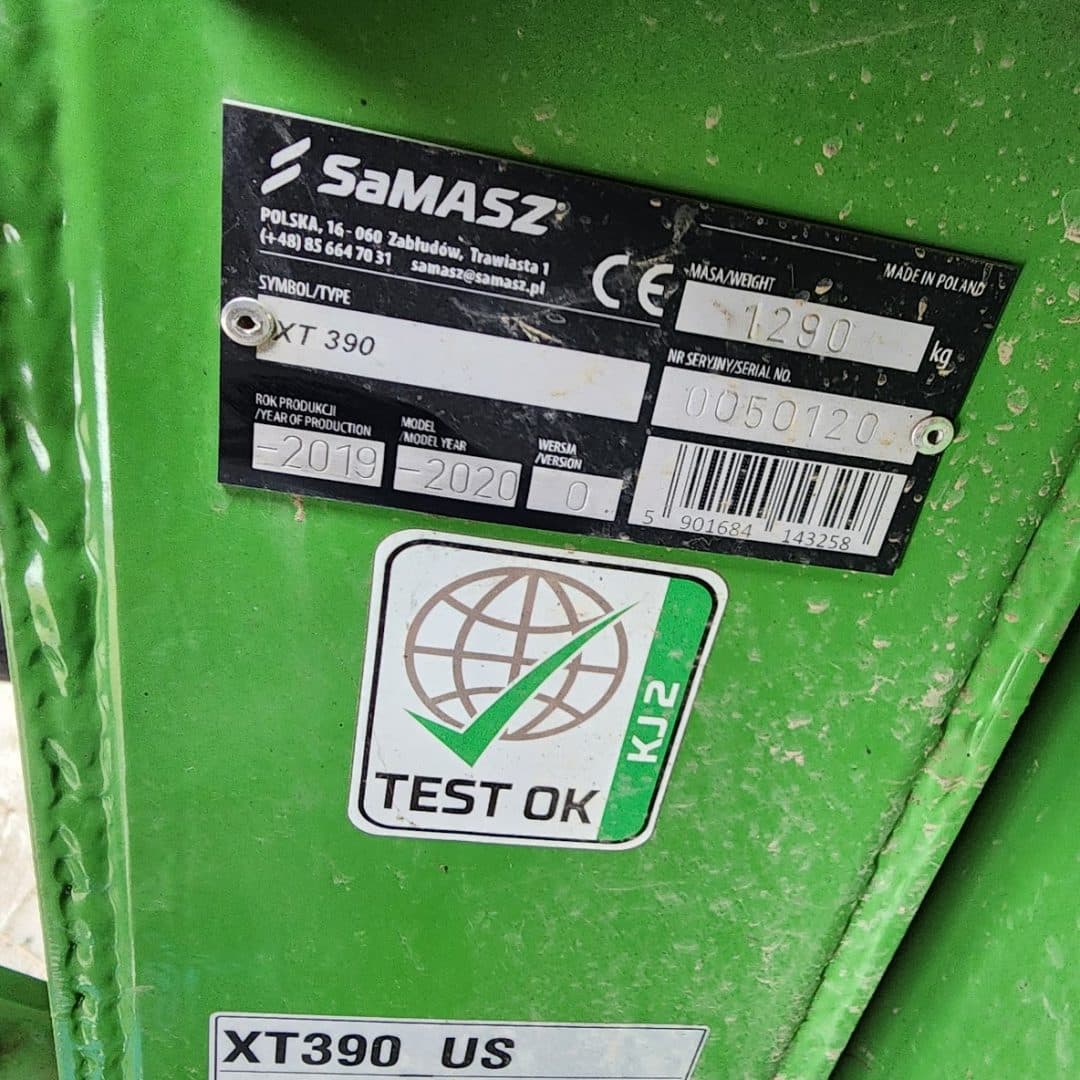 SaMASZ
POLSKA, 16 - 060 Zabłudów, Trawiasta 1
(+48) 85 664 70 31 samasz@samasz.pl
MADE IN POLAND
CE
MASA/WEIGHT
1290 kg
SYMBOL/TYPE
XT 390
NR SERYJNY/SERIAL NO.
0050120
ROK PRODUKCJI
/YEAR OF PRODUCTION
-2019
MODEL
/MODEL YEAR
-2020
WERSJA
/VERSION
0
5 901684 143258
KJ2
TEST OK
XT390 US